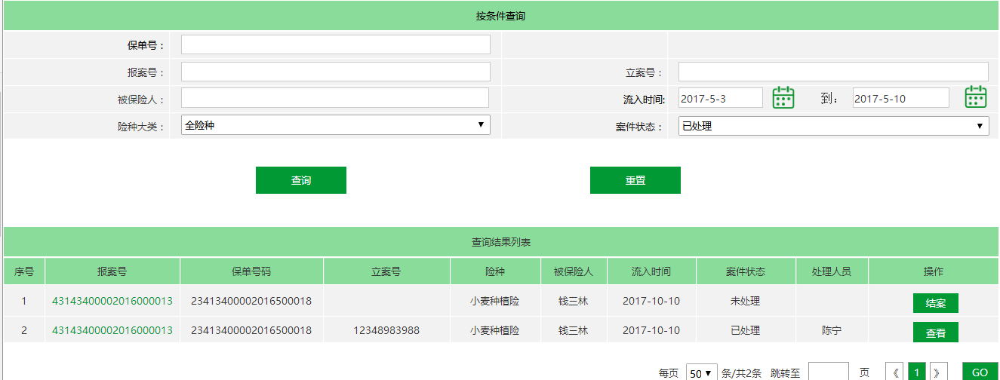 按条件查询
保单号：
报案号： 立案号：
被保险人： 流入时间: 2017-5-3 到： 2017-5-10
险种大类： 全险种 案件状态： 已处理
查询 重置
查询结果列表
序号 报案号 保单号码 立案号 险种 被保险人 流入时间 案件状态 处理人员 操作
1 43143400002016000013 23413400002016500018 小麦种植险 钱三林 2017-10-10 未处理 结案
2 43143400002016000013 23413400002016500018 12348983988 小麦种植险 钱三林 2017-10-10 已处理 陈宁 查看
每页 50 条/共2条 跳转至 页 《 1 》 GO